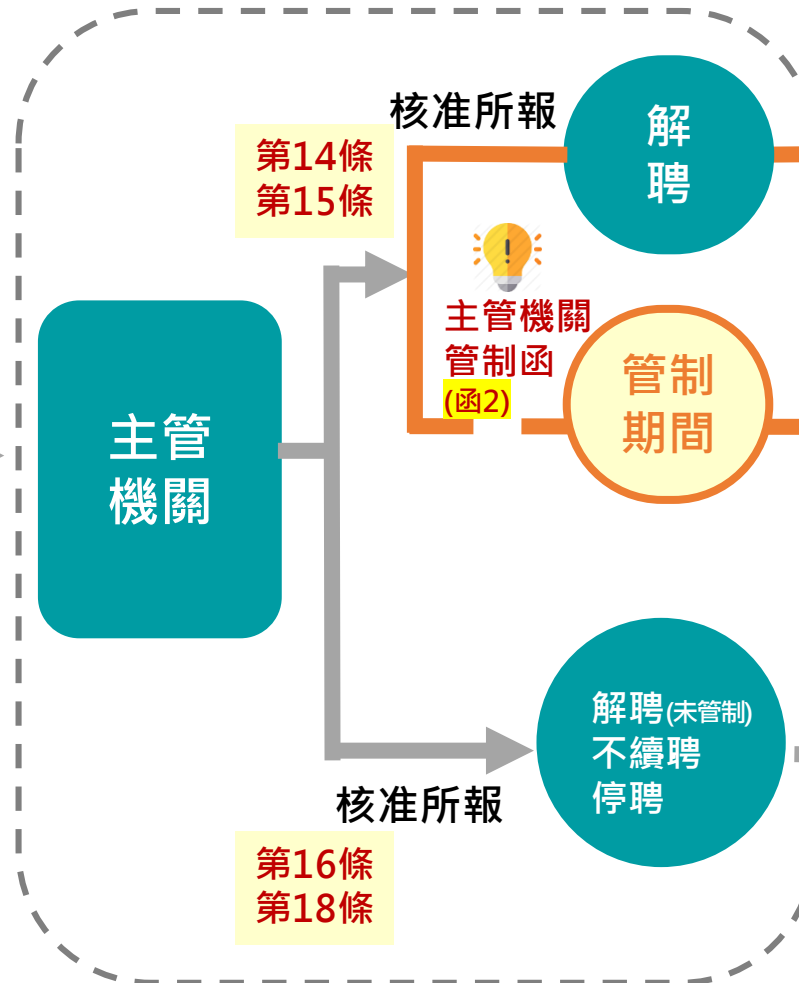 核准所報
解
聘
第14條
第15條
主管機關
管制函
(函2)
管制
期間
主管
機關
解聘(未管制)
不續聘
停聘
核准所報
第16條
第18條